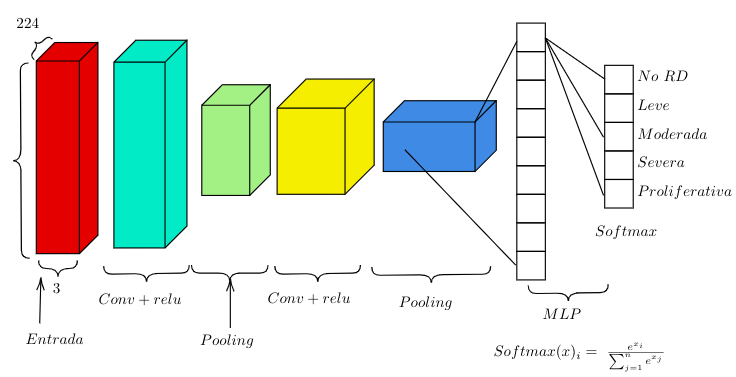 224
No RD
Leve
Moderada
Severa
Proliferativa
Softmax
3
Conv + relu
Conv + relu
Pooling
MLP
Entrada
Pooling
Softmax(x)_i = \frac{e^{x_i}}{\sum_{j=1}^{n} e^{x_j}}